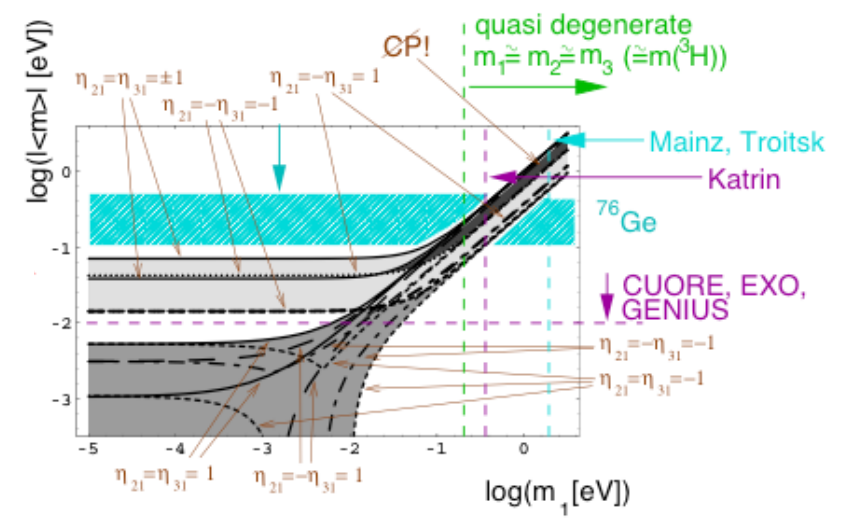 quasi degenerate
m₁≅ m₂≅ m₃ (≅m(³H))
CP!
η₂₁=η₃₁=±1
η₂₁=−η₃₁=−1
η₂₁=−η₃₁= 1
Mainz, Troitsk
Katrin
⁷⁶Ge
CUORE, EXO,
GENIUS
η₂₁=−η₃₁=−1
η₂₁=η₃₁=−1
η₂₁=η₃₁= 1
η₂₁=−η₃₁= 1
log(|<m>| [eV])
0
-1
-2
-3
-5 -4 -3 -2 -1 0
log(m₁[eV])